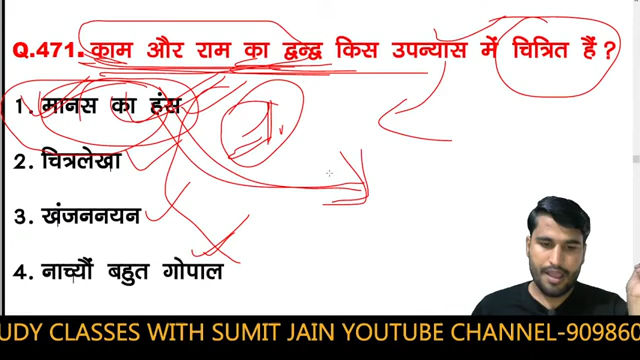 Q.471. काम और राम का द्वन्द्व किस उपन्यास में चित्रित हैं?
1. मानस का हंस
2. चित्रलेखा
3. खंजननयन
4. नाच्यौं बहुत गोपाल
UDY CLASSES WITH SUMIT JAIN YOUTUBE CHANNEL-909860